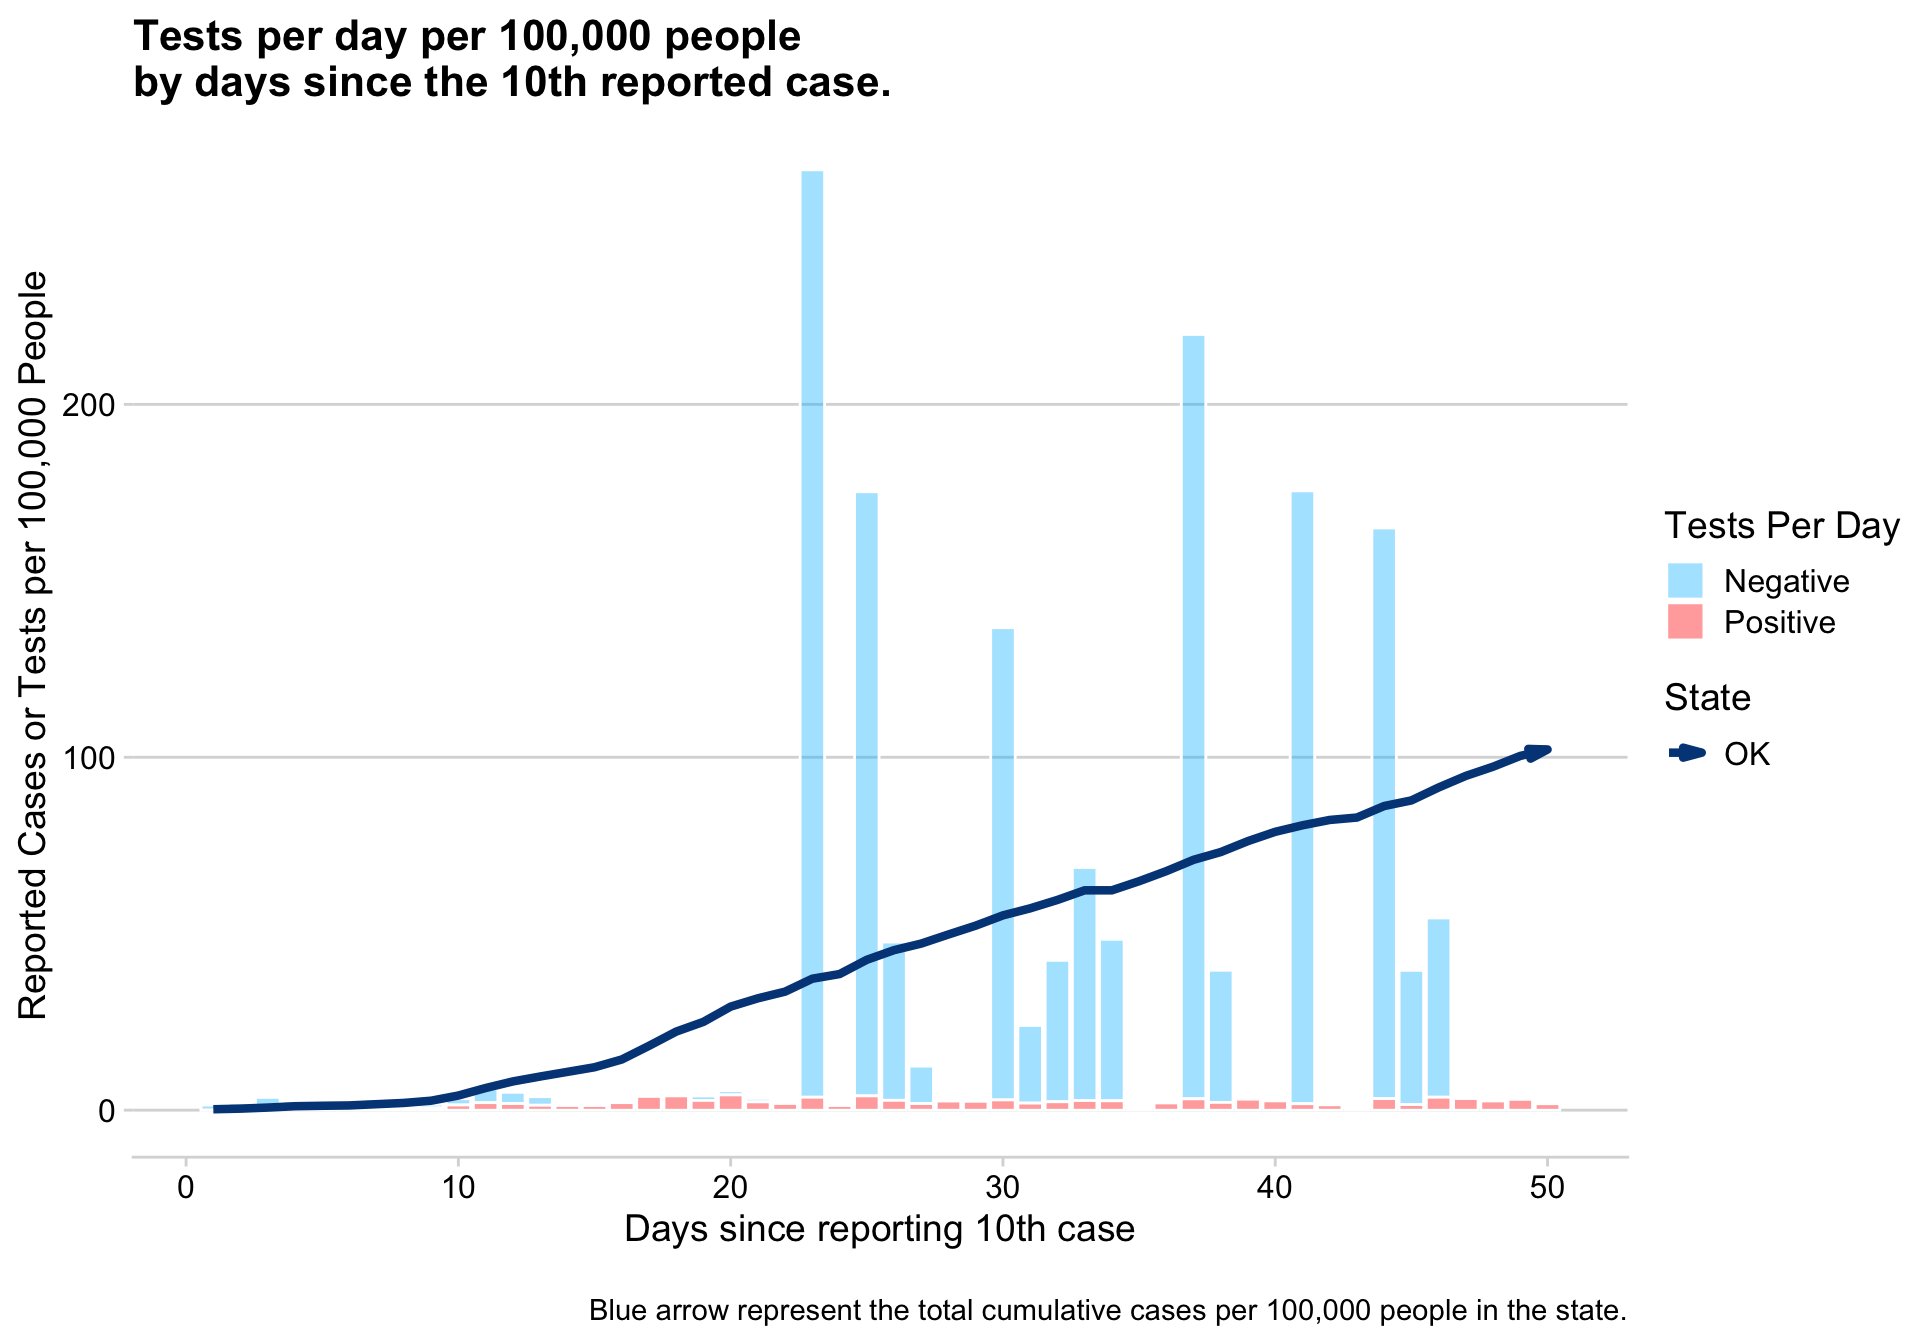 Tests per day per 100,000 people
by days since the 10th reported case.
Reported Cases or Tests per 100,000 People
200
100
0
0
10
20
30
40
50
Days since reporting 10th case
Tests Per Day
Negative
Positive
State
OK
Blue arrow represent the total cumulative cases per 100,000 people in the state.